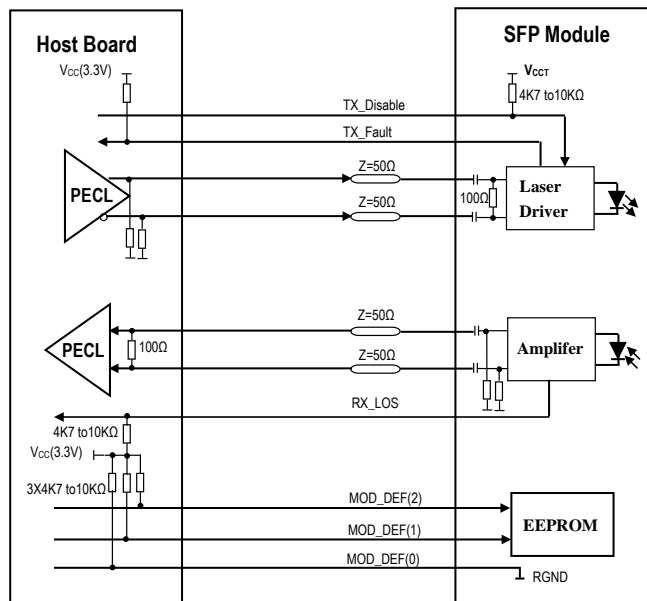 Host Board
SFP Module
VCC(3.3V)
VCCT
4K7 to10KΩ
TX_Disable
TX_Fault
PECL
Z=50Ω
Z=50Ω
100Ω
Laser
Driver
PECL
100Ω
Z=50Ω
Z=50Ω
Amplifer
RX_LOS
4K7 to10KΩ
VCC(3.3V)
3X4K7 to10KΩ
MOD_DEF(2)
MOD_DEF(1)
MOD_DEF(0)
EEPROM
RGND